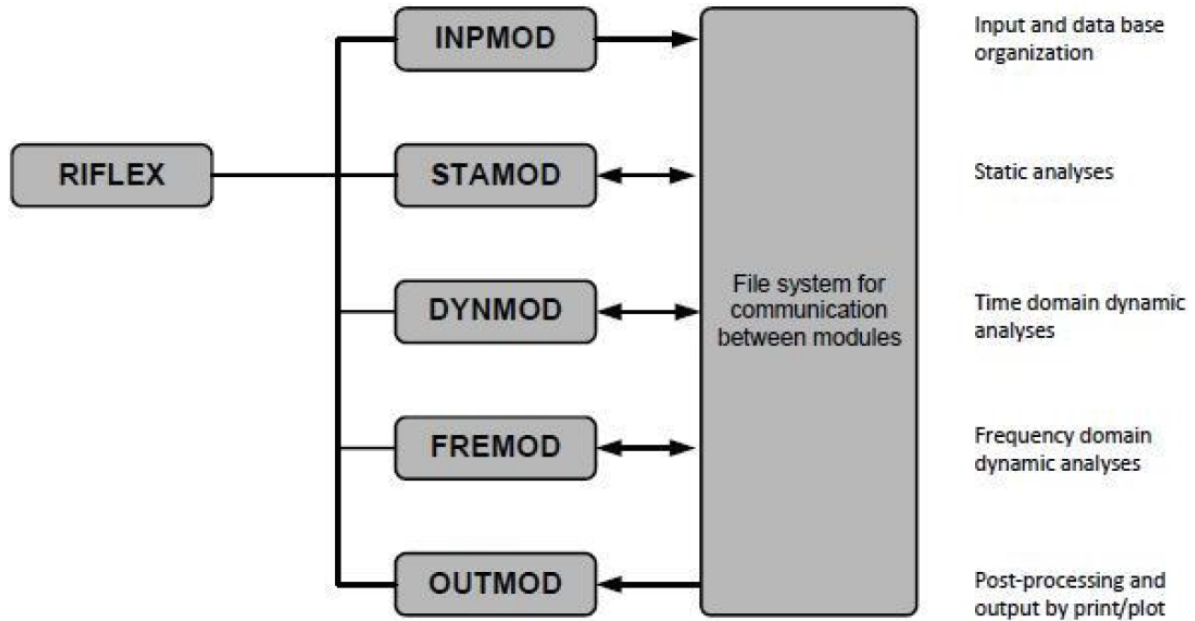 INPMOD
Input and data base
organization
RIFLEX
STAMOD
Static analyses
File system for
communication
between modules
DYNMOD
Time domain dynamic
analyses
FREMOD
Frequency domain
dynamic analyses
OUTMOD
Post-processing and
output by print/plot